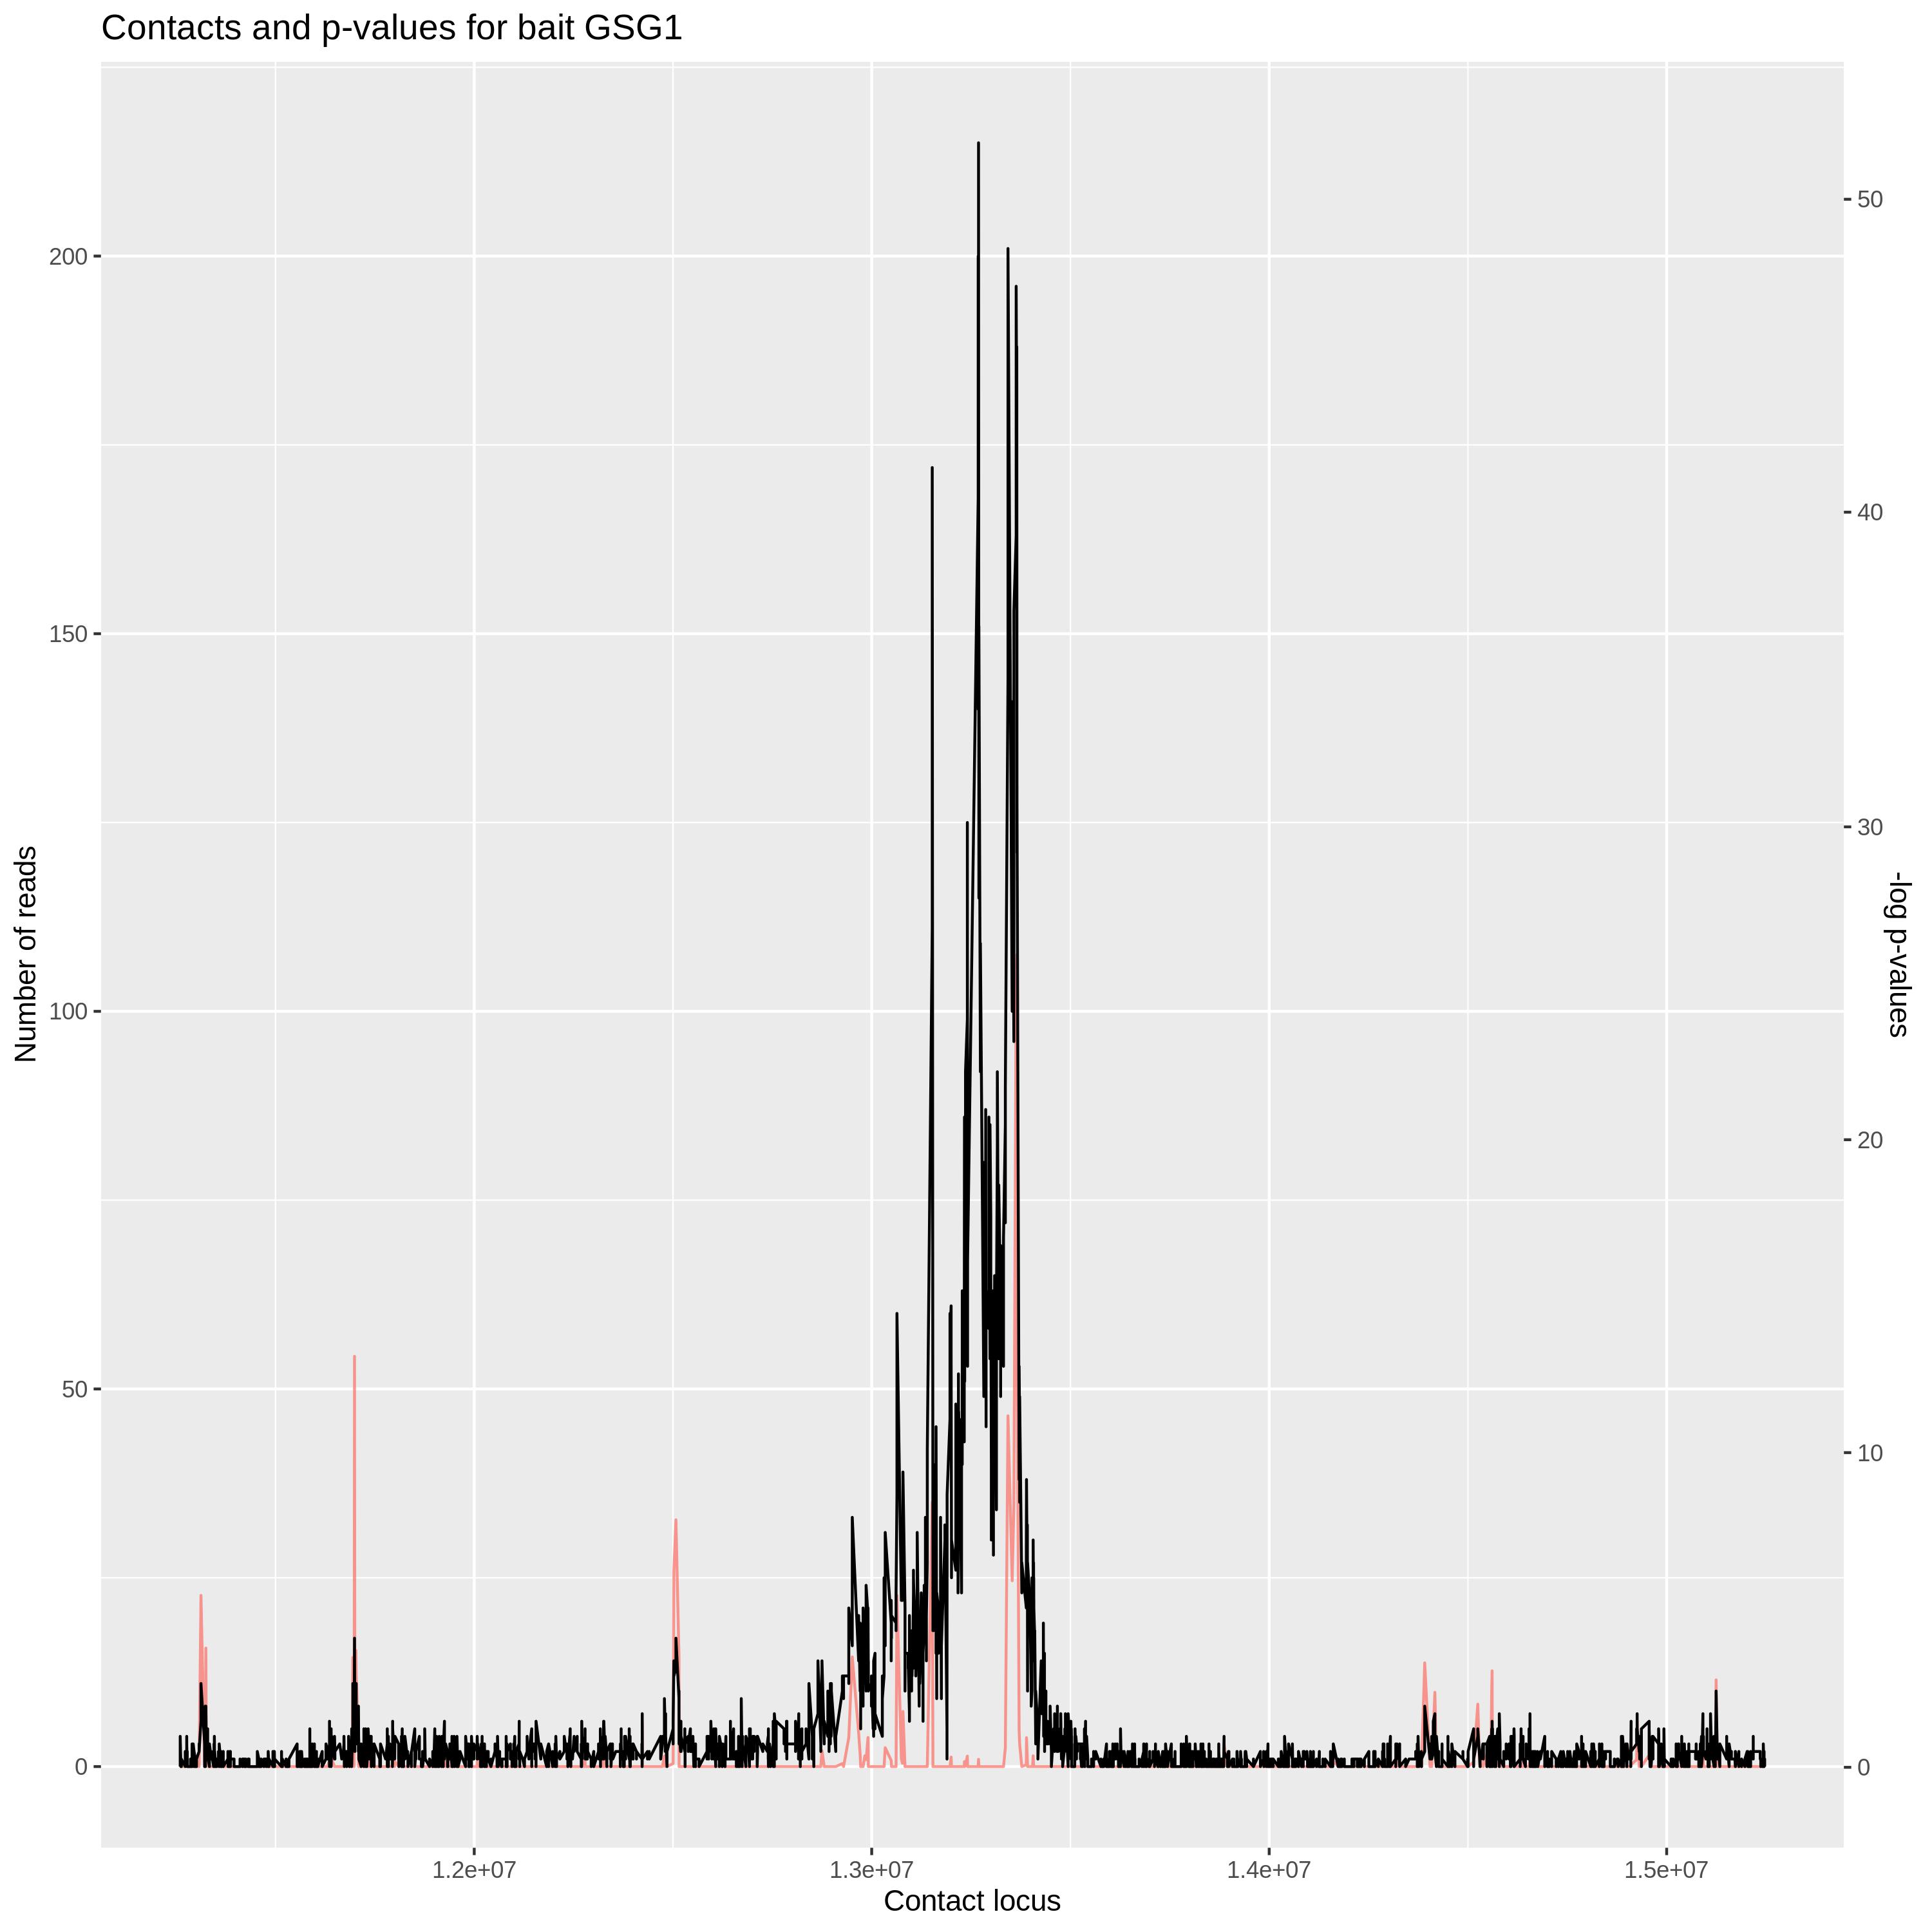 Contacts and p-values for bait GSG1
200
150
100
50
0
Number of reads
50
40
30
20
10
0
-log p-values
1.2e+07
1.3e+07
1.4e+07
1.5e+07
Contact locus